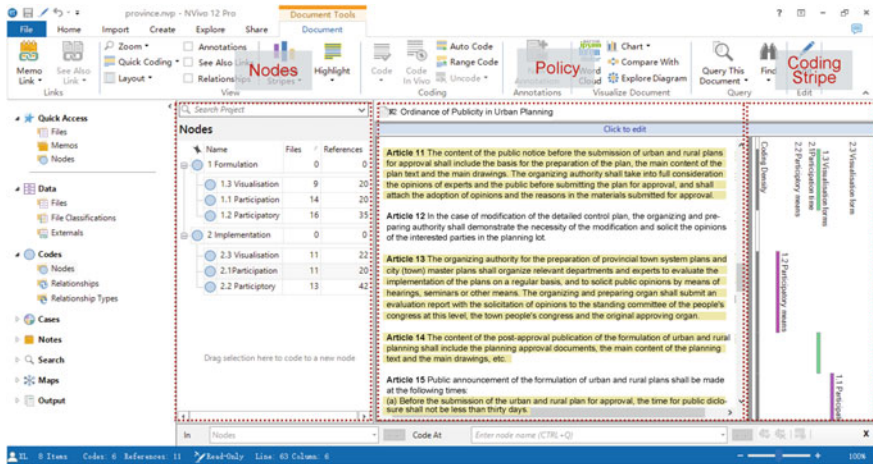 province.nvp - NVivo 12 Pro
Document Tools
File Home Import Create Explore Share Document
Memo Link
See Also Link
Links
Zoom
Quick Coding
Layout
Annotations
See Also Links
Relationships
View
Nodes
Stripes
Highlight
Code
Code In Vivo
Auto Code
Range Code
Uncode
Coding
Annotation
Annotations
Policy
Word Cloud
Chart
Compare With
Explore Diagram
Visualize Document
Query This Document
Query
Find
Edit
Coding Stripe
Quick Access
Files
Memos
Nodes
Data
Files
File Classifications
Externals
Codes
Nodes
Relationships
Relationship Types
Cases
Notes
Search
Maps
Output
Search Project
Nodes
Name Files References
1 Formulation 0 0
1.3 Visualisation 9 20
1.1 Participation 14 20
1.2 Participatory 16 35
2 Implementation 0 0
2.3 Visualisation 11 22
2.1Participation 11 20
2.2 Participtory 13 42
Drag selection here to code to a new node
Ordinance of Publicity in Urban Planning
Click to edit
Article 11 The content of the public notice before the submission of urban and rural plans
for approval shall include the basis for the preparation of the plan, the main content of the
plan text and the main drawings. The organizing authority shall take into full consideration
the opinions of experts and the public before submitting the plan for approval, and shall
attach the adoption of opinions and the reasons in the materials submitted for approval.
Article 12 In the case of modification of the detailed control plan, the organizing and pre-
paring authority shall demonstrate the necessity of the modification and solicit the opinions
of the interested parties in the planning lot.
Article 13 The organizing authority for the preparation of provincial town system plans and
city (town) master plans shall organize relevant departments and experts to evaluate the
implementation of the plans on a regular basis, and to solicit public opinions by means of
hearings, seminars or other means. The organizing and preparing organ shall submit an
evaluation report with the solicitation of opinions to the standing committee of the people's
congress at this level, the town people's congress and the original approving organ.
Article 14 The content of the post-approval publication of the formulation of urban and rural
planning shall include the planning approval documents, the main content of the planning
text and the main drawings, etc.
Article 15 Public announcement of the formulation of urban and rural plans shall be made
at the following times:
(a) Before the submission of the urban and rural plan for approval, the time for public diclo-
sure shall not be less than thirty days.
Coding Density
2.2 Participatory means
2.1Participation time
1.3 Visualisation forms
2.3 Visualisation form
1.2 Participatory means
1.1 Participat
In Nodes
Code At Enter node name (CTRL+Q)
XL 8 Items Codes: 6 References: 11 Read-Only Line: 63 Column: 6
100%